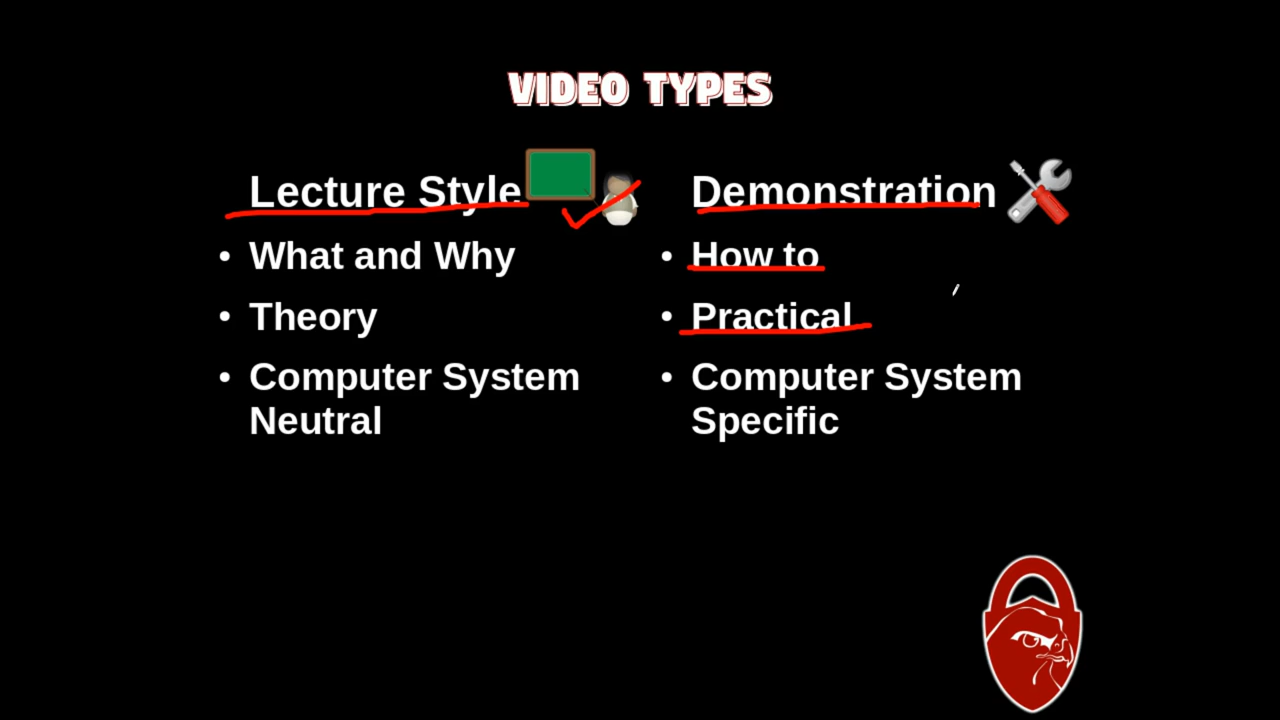 VIDEO TYPES
Lecture Style
• What and Why
• Theory
• Computer System
Neutral
Demonstration
• How to
• Practical
• Computer System
Specific